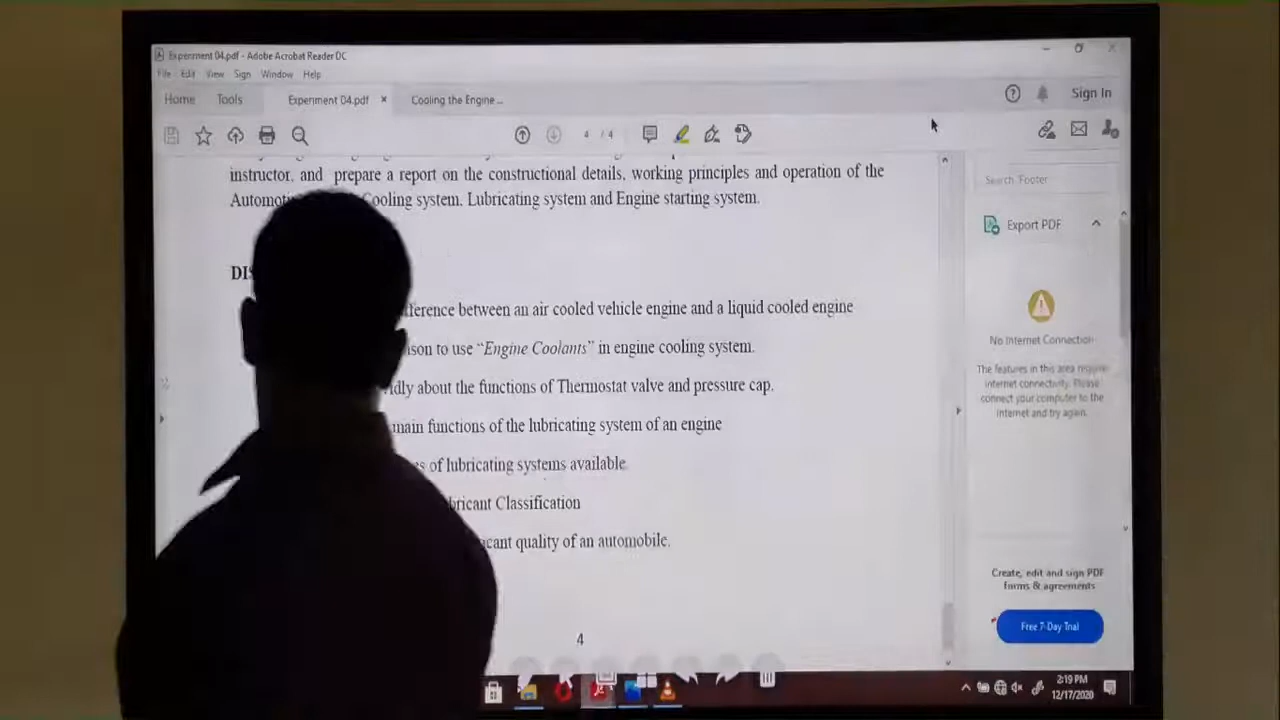 Experiment 04.pdf - Adobe Acrobat Reader DC
File Edit View Sign Window Help
Home Tools Experiment 04.pdf × Cooling the Engine ...
Sign In
4 / 4
instructor, and prepare a report on the constructional details, working principles and operation of the
Cooling system, Lubricating system and Engine starting system.
between an air cooled vehicle engine and a liquid cooled engine
to use “Engine Coolants” in engine cooling system.
about the functions of Thermostat valve and pressure cap.
main functions of the lubricating system of an engine
of lubricating systems available
Classification
quality of an automobile.
4
Search 'Footer'
Export PDF
No Internet Connection
The features in this area require
internet connectivity. Please
connect your computer to the
internet and try again.
Create, edit and sign PDF
forms & agreements
Free 7-Day Trial
2:19 PM
12/17/2020